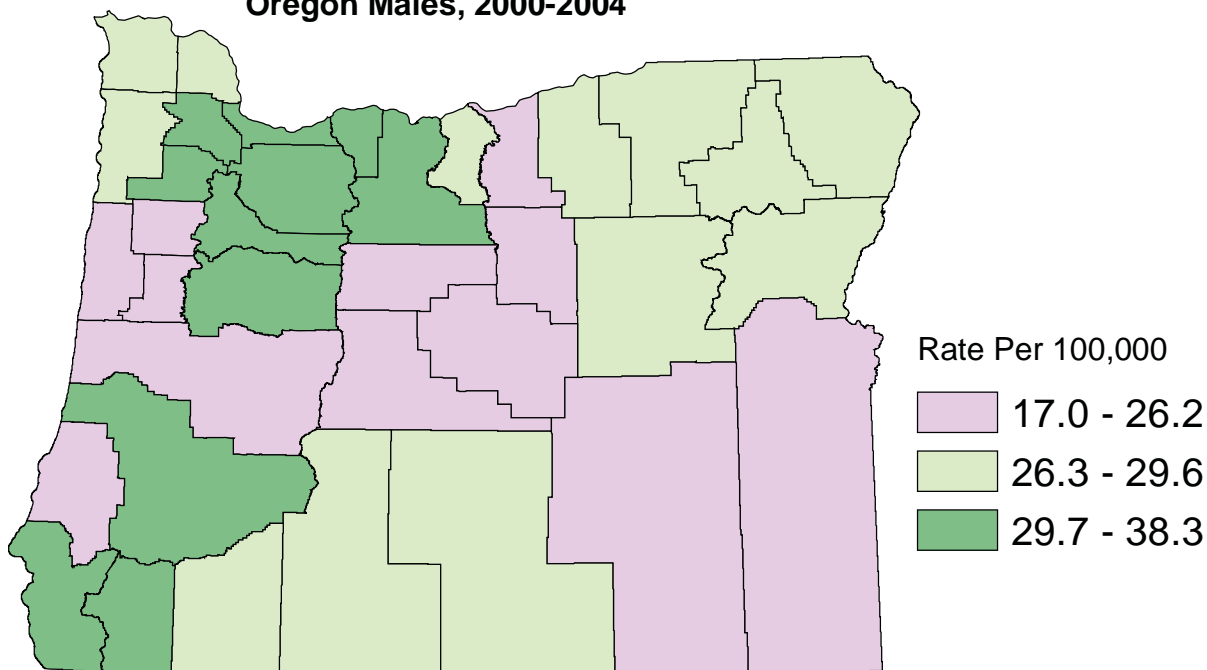 Oregon Males, 2000-2004
Rate Per 100,000
17.0 - 26.2
26.3 - 29.6
29.7 - 38.3